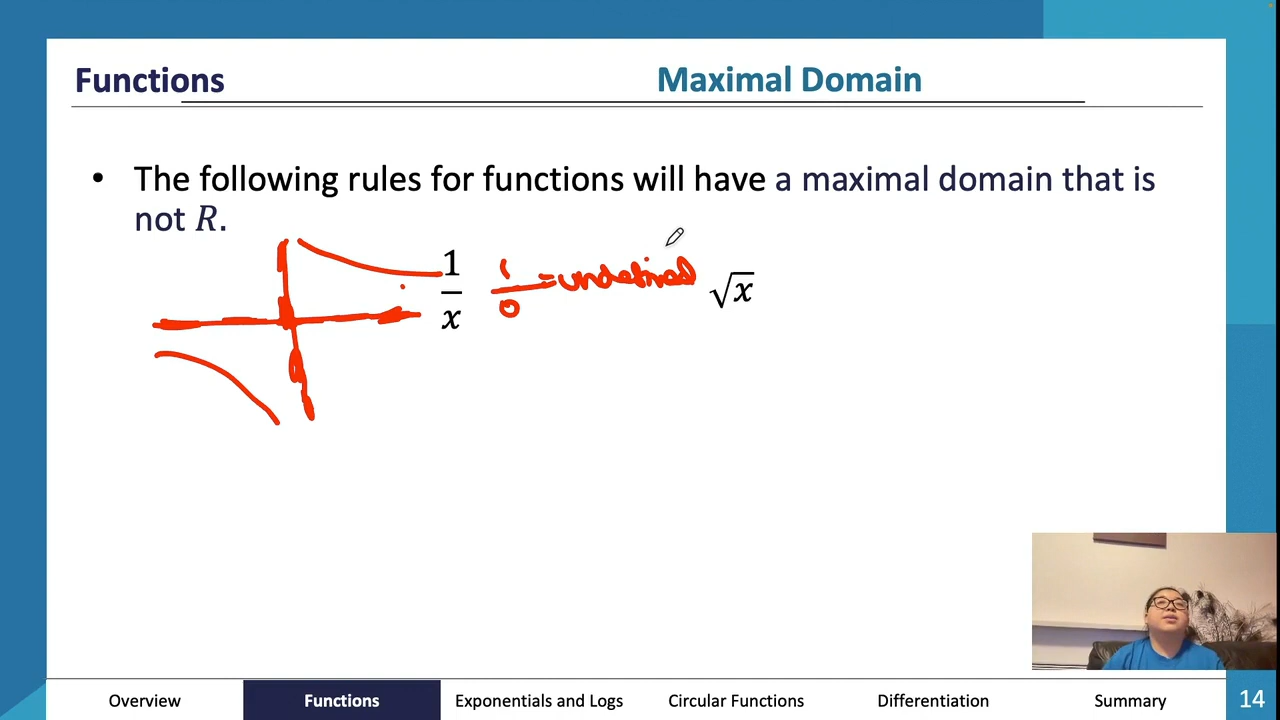 Functions
Maximal Domain
• The following rules for functions will have a maximal domain that is
not R.
1/x
1/0 = undefined
√x
Overview
Functions
Exponentials and Logs
Circular Functions
Differentiation
Summary
14